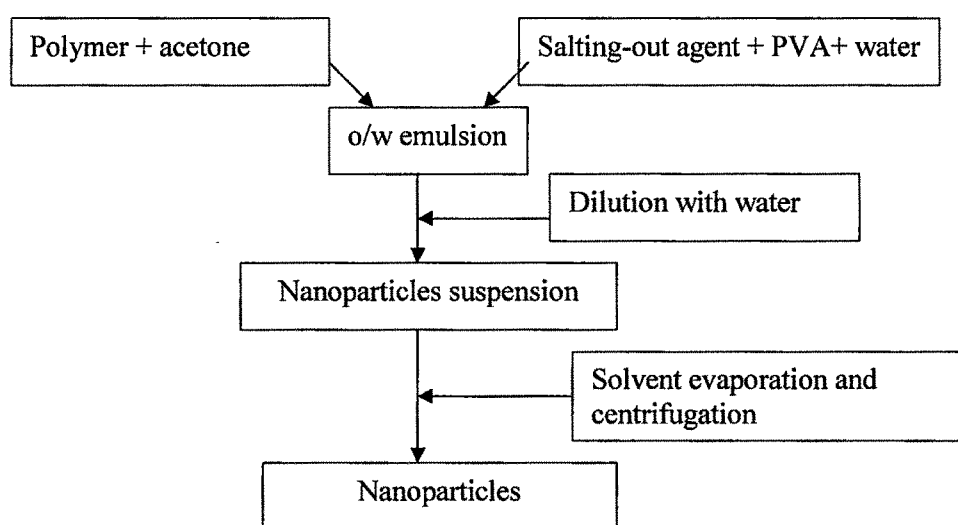 Polymer + acetone
Salting-out agent + PVA+ water
o/w emulsion
Dilution with water
Nanoparticles suspension
Solvent evaporation and
centrifugation
Nanoparticles